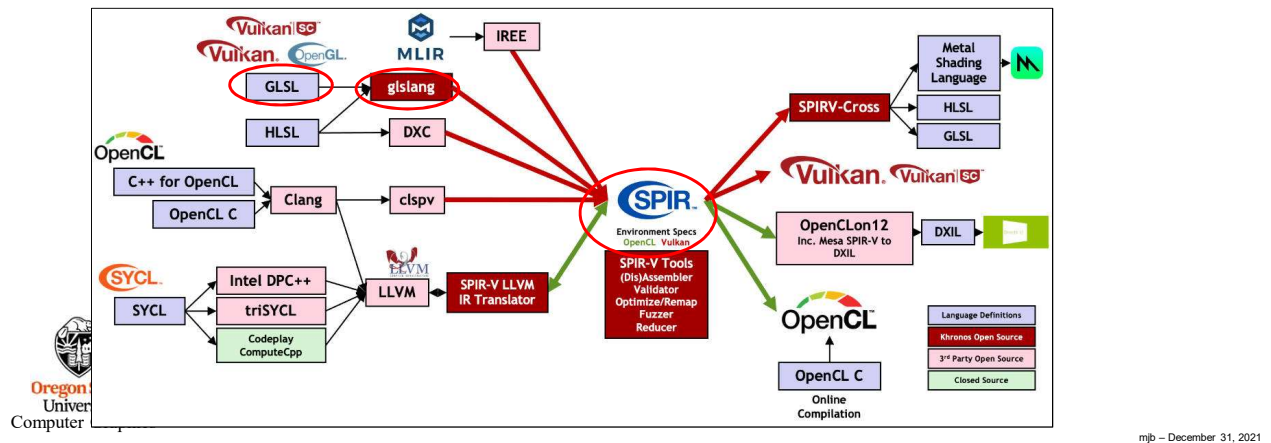 Vulkan SC
Vulkan. OpenGL.
GLSL
HLSL
MLIR
IREE
glslang
DXC
OpenCL
C++ for OpenCL
OpenCL C
Clang
clspv
SYCL
SYCL
Intel DPC++
triSYCL
Codeplay
ComputeCpp
LLVM
LLVM
SPIR-V LLVM
IR Translator
SPIR
Environment Specs
OpenCL Vulkan
SPIR-V Tools
(Dis)Assembler
Validator
Optimize/Remap
Fuzzer
Reducer
SPIRV-Cross
Metal
Shading
Language
HLSL
GLSL
Vulkan. Vulkan SC
OpenCLon12
Inc. Mesa SPIR-V to
DXIL
DXIL
OpenCL
OpenCL C
Online
Compilation
Language Definitions
Khronos Open Source
3rd Party Open Source
Closed Source
Oregon
Univer
Computer
mjb – December 31, 2021